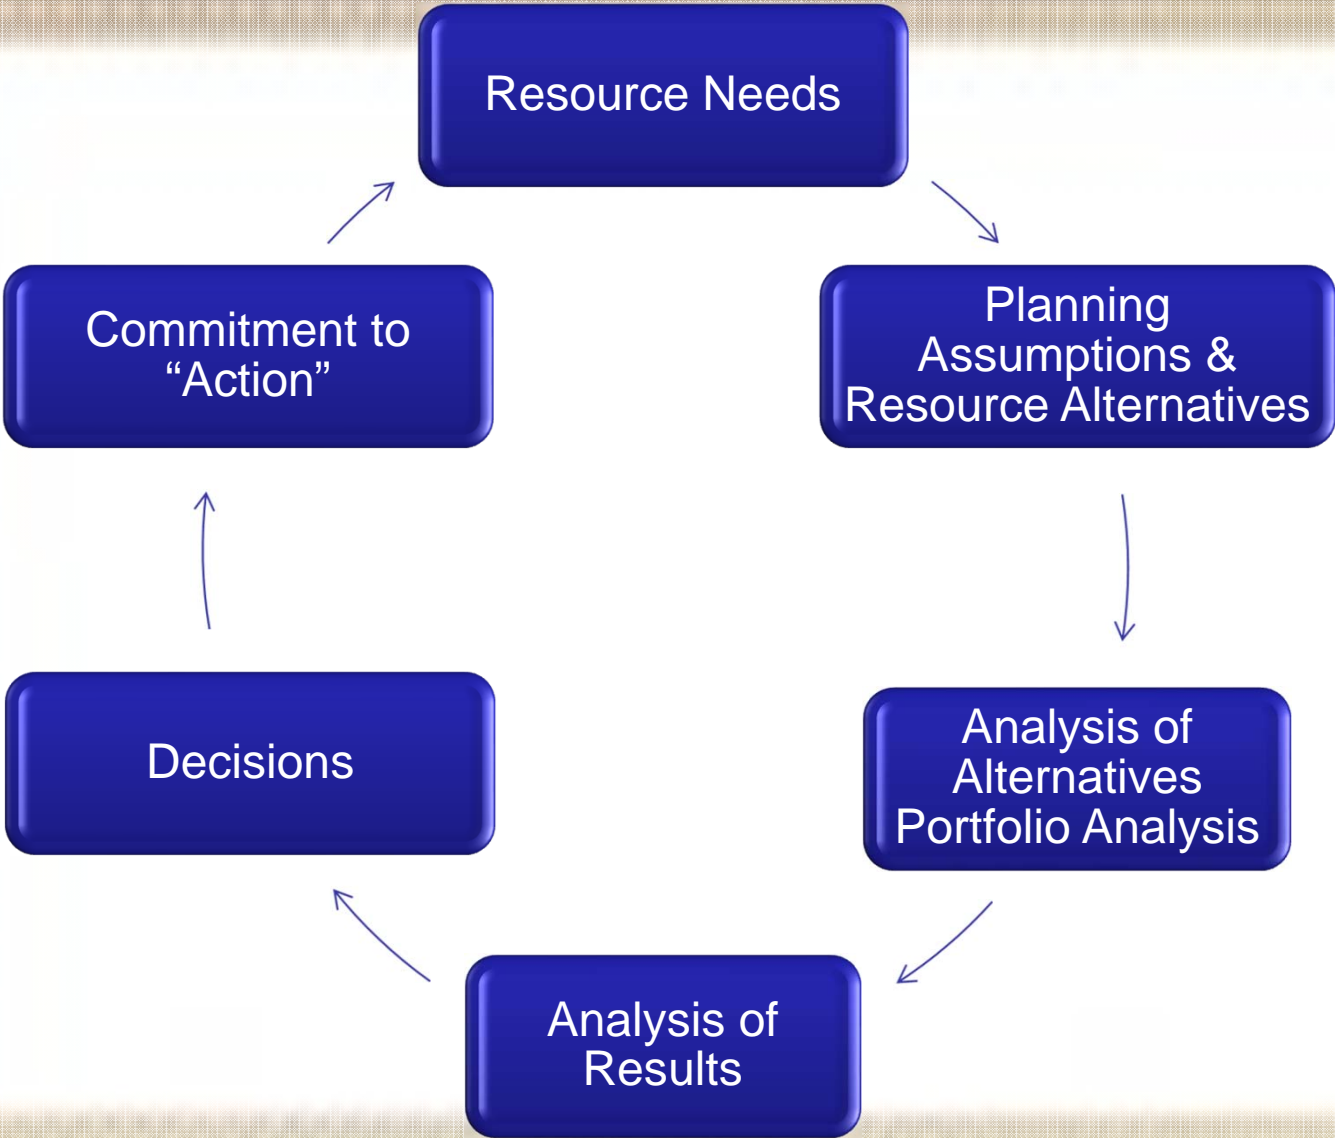 Resource Needs
Planning
Assumptions &
Resource Alternatives
Analysis of
Alternatives
Portfolio Analysis
Analysis of
Results
Decisions
Commitment to
“Action”